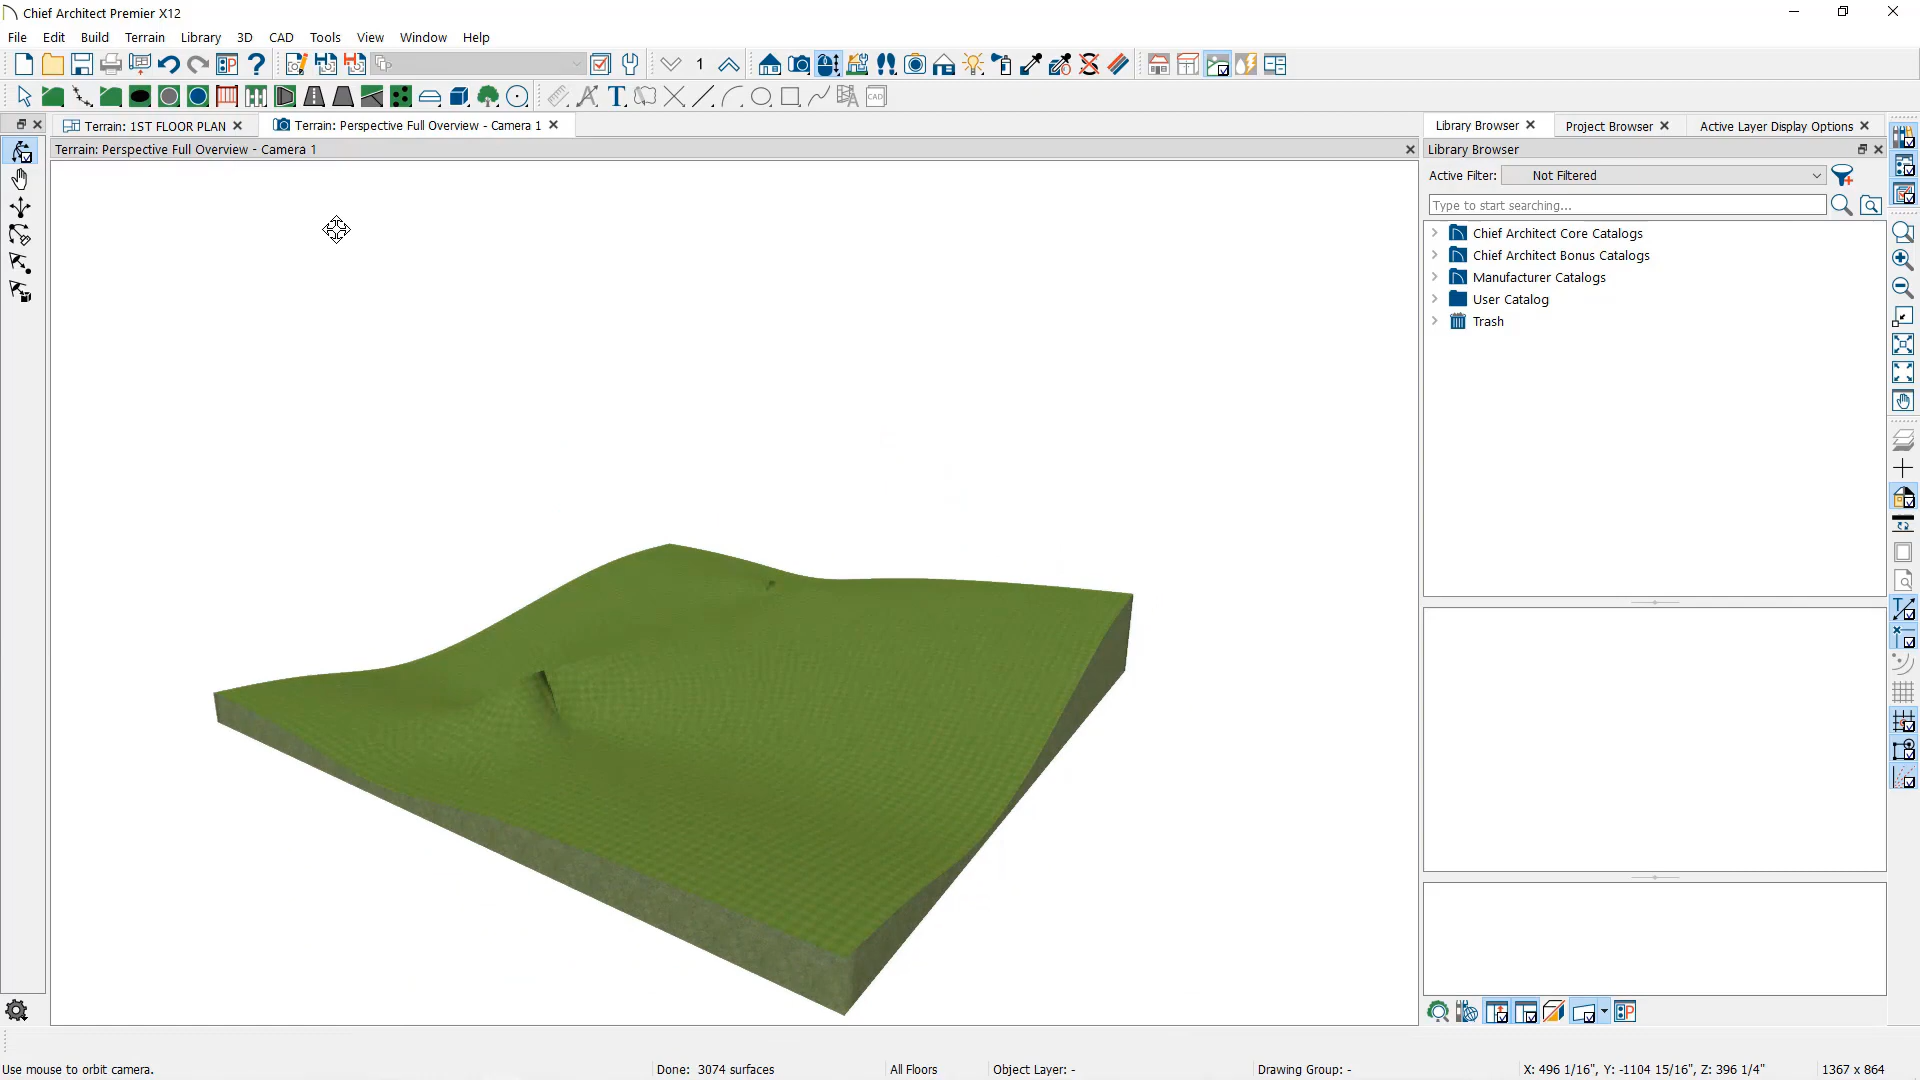 Chief Architect Premier X12
File Edit Build Terrain Library 3D CAD Tools View Window Help
1
CAD
Terrain: 1ST FLOOR PLAN
Terrain: Perspective Full Overview - Camera 1
Library Browser
Project Browser
Active Layer Display Options
Terrain: Perspective Full Overview - Camera 1
Library Browser
Active Filter: Not Filtered
Type to start searching...
Chief Architect Core Catalogs
Chief Architect Bonus Catalogs
Manufacturer Catalogs
User Catalog
Trash
Use mouse to orbit camera.
Done: 3074 surfaces
All Floors
Object Layer: -
Drawing Group: -
X: 496 1/16", Y: -1104 15/16", Z: 396 1/4"
1367 x 864